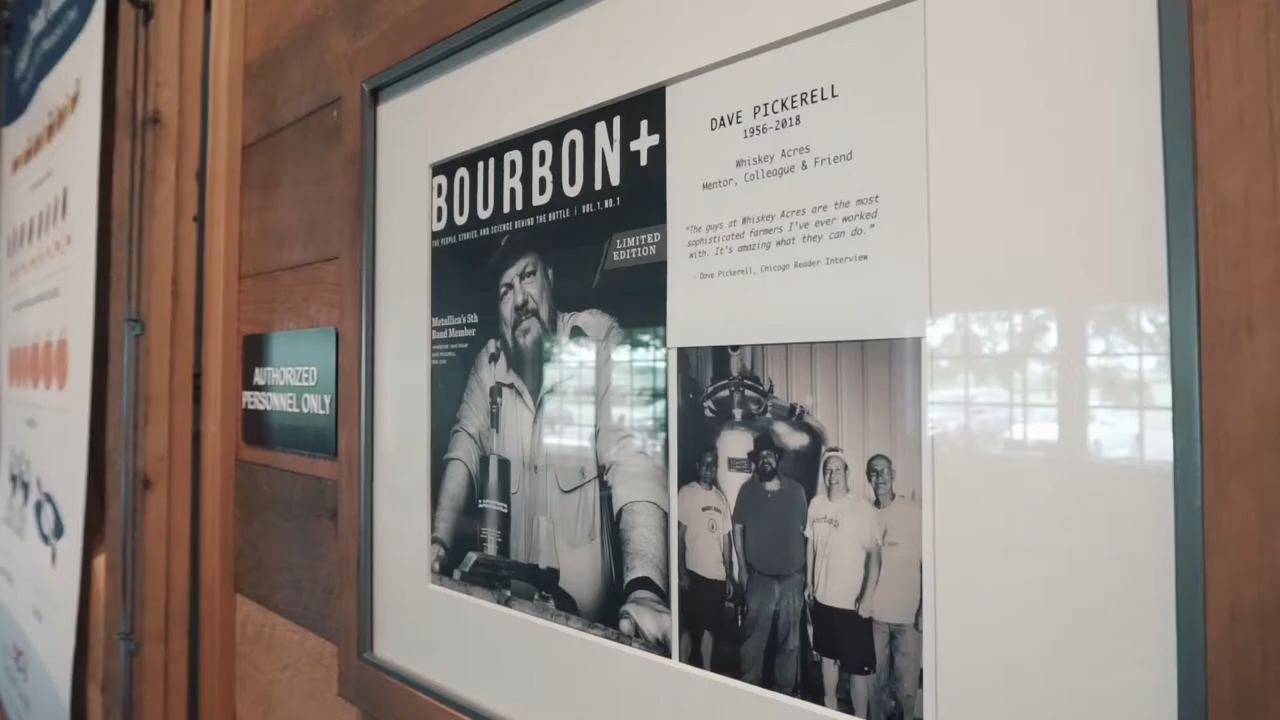 AUTHORIZED
PERSONNEL ONLY
BOURBON+
THE PEOPLE, STORIES, AND SCIENCE BEHIND THE BOTTLE | VOL. 1, NO. 1
LIMITED
EDITION
Metallica's 5th
Band Member
DAVE PICKERELL
1956-2018
Whiskey Acres
Mentor, Colleague & Friend
"The guys at Whiskey Acres are the most
sophisticated farmers I've ever worked
with. It's amazing what they can do."
- Dave Pickerell, Chicago Reader Interview